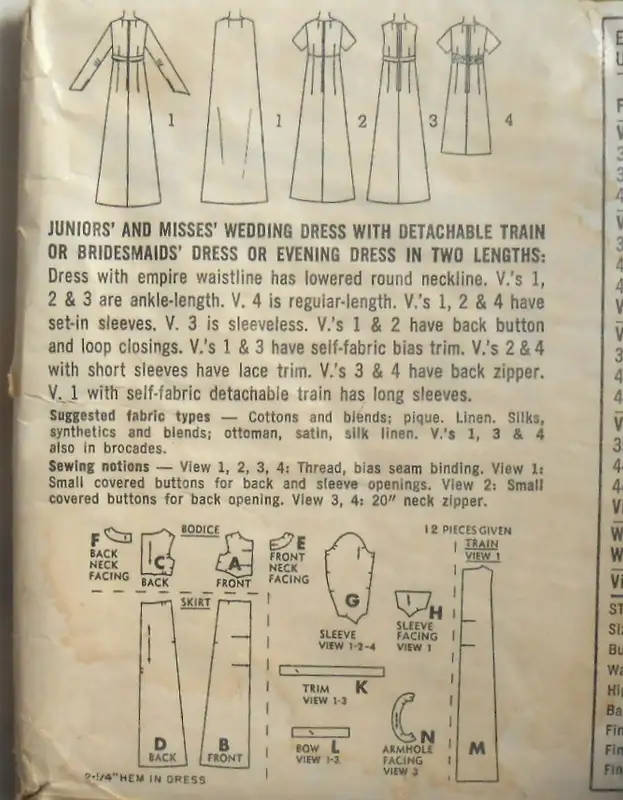 1
1
2
3
4
JUNIORS' AND MISSES' WEDDING DRESS WITH DETACHABLE TRAIN
OR BRIDESMAIDS' DRESS OR EVENING DRESS IN TWO LENGTHS:
Dress with empire waistline has lowered round neckline. V.'s 1,
2 & 3 are ankle-length. V. 4 is regular-length. V.'s 1, 2 & 4 have
set-in sleeves. V. 3 is sleeveless. V.'s 1 & 2 have back button
and loop closings. V.'s 1 & 3 have self-fabric bias trim. V.'s 2 & 4
with short sleeves have lace trim. V.'s 3 & 4 have back zipper.
V. 1 with self-fabric detachable train has long sleeves.
Suggested fabric types — Cottons and blends; pique. Linen. Silks,
synthetics and blends; ottoman, satin, silk linen. V.'s 1, 3 & 4
also in brocades.
Sewing notions — View 1, 2, 3, 4: Thread, bias seam binding. View 1:
Small covered buttons for back and sleeve openings. View 2: Small
covered buttons for back opening. View 3, 4: 20" neck zipper.
12 PIECES GIVEN
BODICE
F
BACK
NECK
FACING
C
BACK
A
FRONT
E
FRONT
NECK
FACING
G
SLEEVE
VIEW 1-2-4
H
SLEEVE
FACING
VIEW 1
TRAIN
VIEW 1
M
SKIRT
D
BACK
B
FRONT
TRIM K
VIEW 1-3
BOW L
VIEW 1-3
N
ARMHOLE
FACING
VIEW 3
2-1/4" HEM IN DRESS